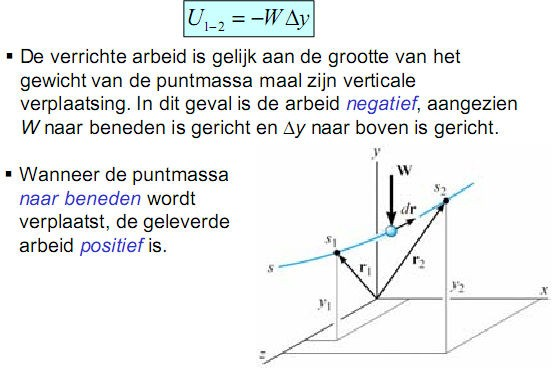 U₁₋₂ = −W Δy
▪ De verrichte arbeid is gelijk aan de grootte van het
gewicht van de puntmassa maal zijn verticale
verplaatsing. In dit geval is de arbeid negatief, aangezien
W naar beneden is gericht en Δy naar boven is gericht.
▪ Wanneer de puntmassa
naar beneden wordt
verplaatst, de geleverde
arbeid positief is.
y
W
s₂
dr
s₁
s
r₁
r₂
y₁
y₂
x
z